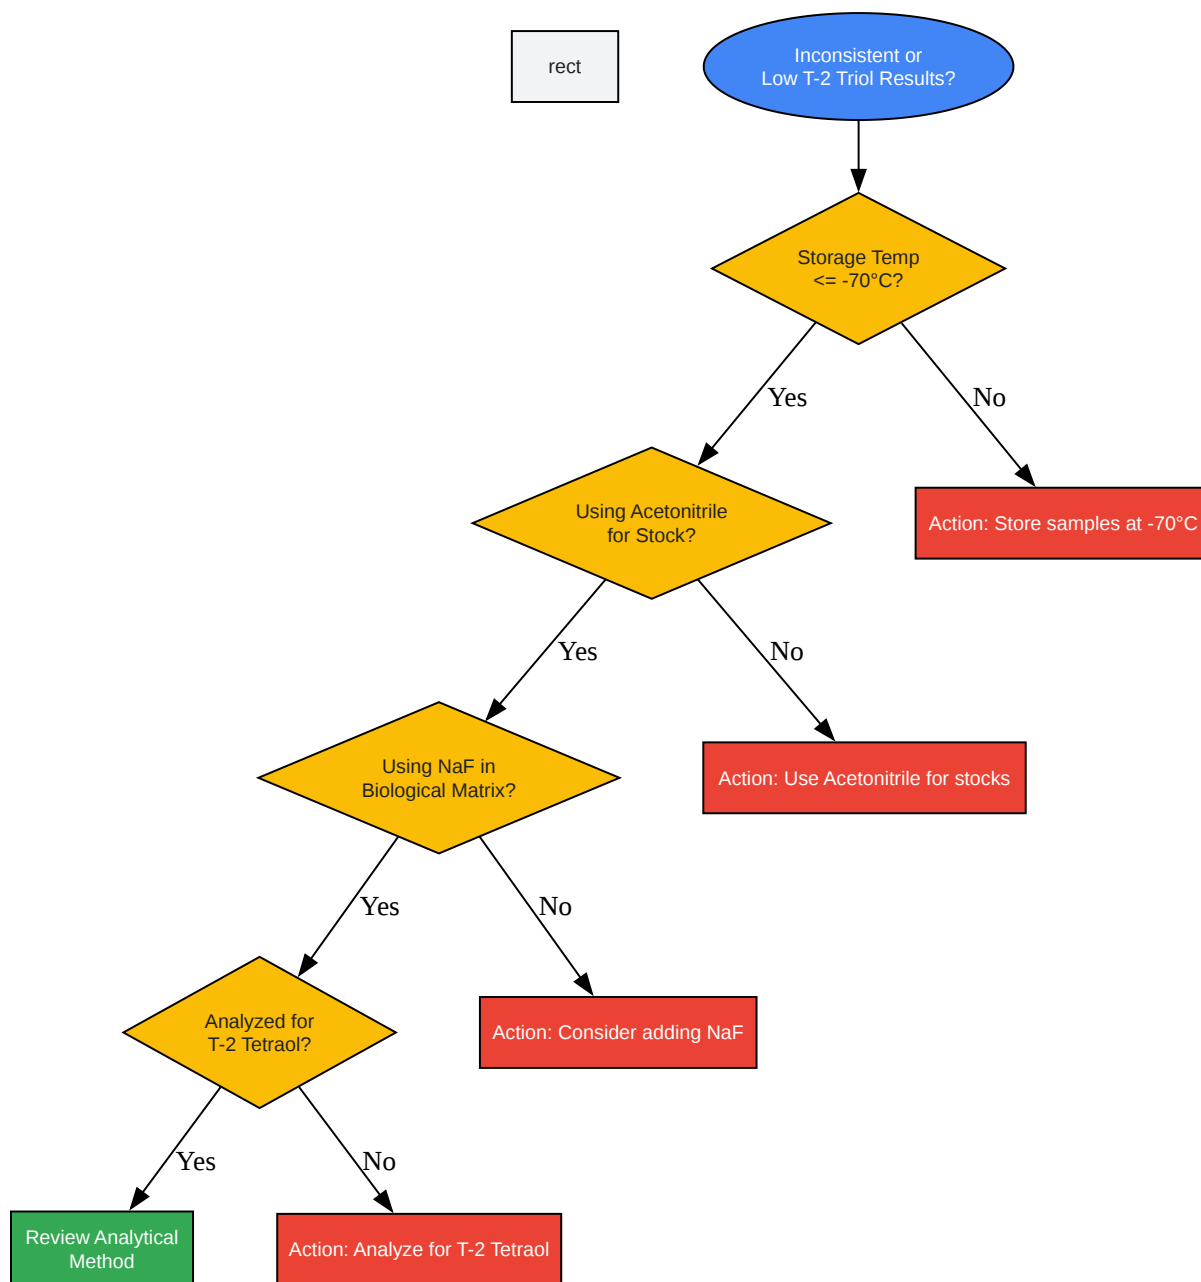 rect
Inconsistent or
Low T-2 Triol Results?
Storage Temp
<= -70°C?
Yes
No
Using Acetonitrile
for Stock?
Action: Store samples at -70°C
Yes
No
Using NaF in
Biological Matrix?
Action: Use Acetonitrile for stocks
Yes
No
Analyzed for
T-2 Tetraol?
Action: Consider adding NaF
Yes
No
Review Analytical
Method
Action: Analyze for T-2 Tetraol